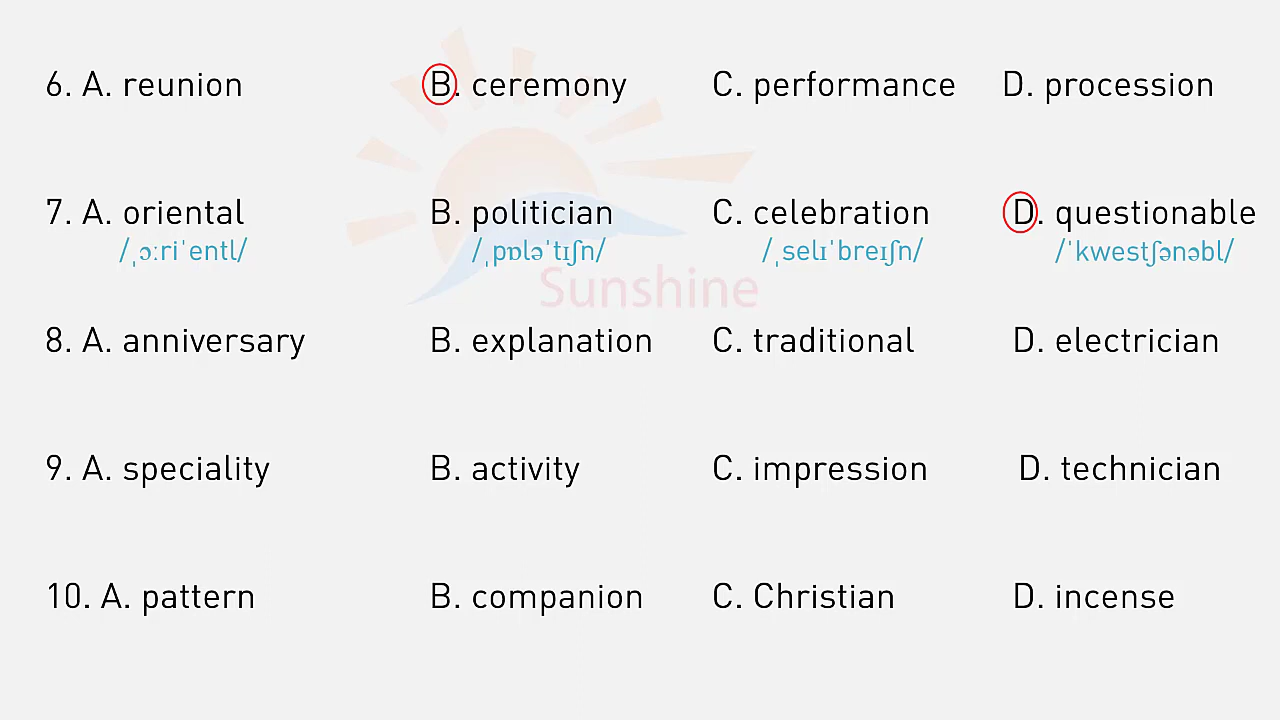 6. A. reunion B. ceremony C. performance D. procession
7. A. oriental B. politician C. celebration D. questionable
/ˌɔːriˈentl/ /ˌpɒləˈtɪʃn/ /ˌselɪˈbreɪʃn/ /ˈkwestʃənəbl/
Sunshine
8. A. anniversary B. explanation C. traditional D. electrician
9. A. speciality B. activity C. impression D. technician
10. A. pattern B. companion C. Christian D. incense